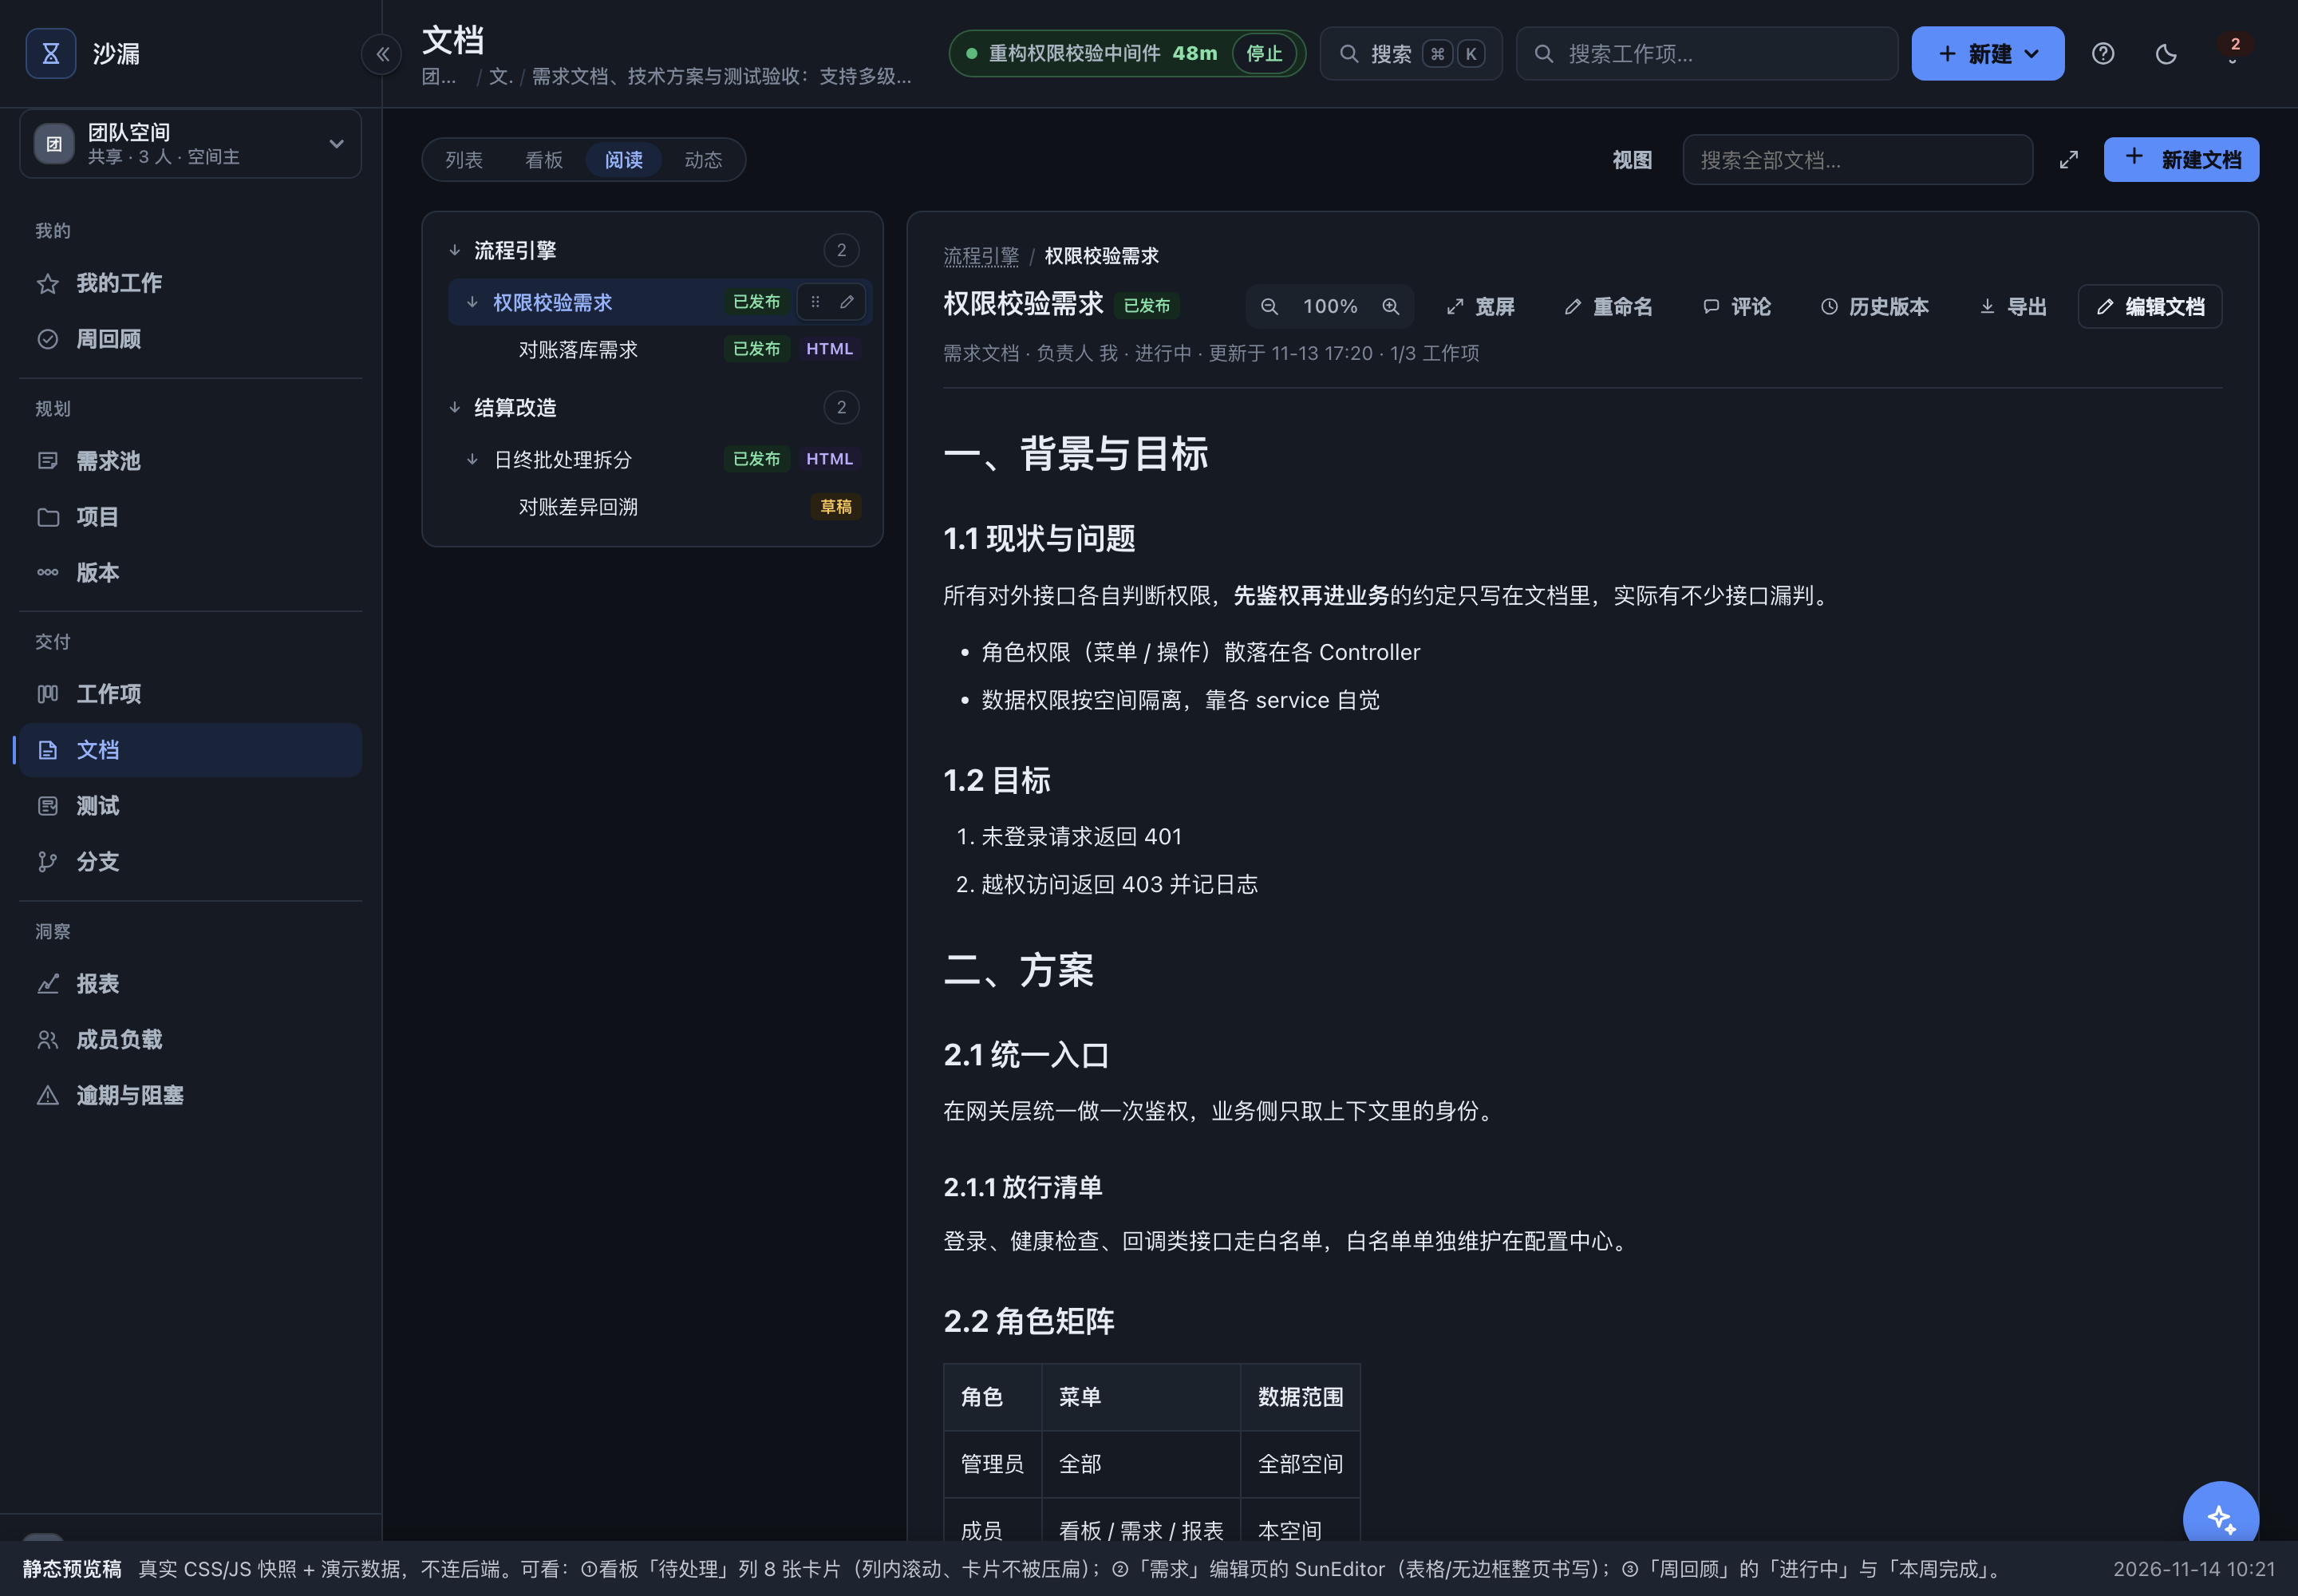 沙漏
文档
团... / 文. / 需求文档、技术方案与测试验收：支持多级...
重构权限校验中间件 48m 停止
搜索 ⌘ K
搜索工作项...
新建
2
团
团队空间
共享 · 3 人 · 空间主
我的
我的工作
周回顾
规划
需求池
项目
版本
交付
工作项
文档
测试
分支
洞察
报表
成员负载
逾期与阻塞
列表 看板 阅读 动态
视图
搜索全部文档...
新建文档
流程引擎 2
权限校验需求 已发布
对账落库需求 已发布 HTML
结算改造 2
日终批处理拆分 已发布 HTML
对账差异回溯 草稿
流程引擎 / 权限校验需求
权限校验需求 已发布
100% 宽屏 重命名 评论 历史版本 导出 编辑文档
需求文档 · 负责人 我 · 进行中 · 更新于 11-13 17:20 · 1/3 工作项
一、背景与目标
1.1 现状与问题
所有对外接口各自判断权限，先鉴权再进业务的约定只写在文档里，实际有不少接口漏判。
• 角色权限（菜单 / 操作）散落在各 Controller
• 数据权限按空间隔离，靠各 service 自觉
1.2 目标
1. 未登录请求返回 401
2. 越权访问返回 403 并记日志
二、方案
2.1 统一入口
在网关层统一做一次鉴权，业务侧只取上下文里的身份。
2.1.1 放行清单
登录、健康检查、回调类接口走白名单，白名单单独维护在配置中心。
2.2 角色矩阵
角色 菜单 数据范围
管理员 全部 全部空间
成员 看板 / 需求 / 报表 本空间
静态预览稿 真实 CSS/JS 快照 + 演示数据，不连后端。可看：①看板「待处理」列 8 张卡片（列内滚动、卡片不被压扁）；②「需求」编辑页的 SunEditor（表格/无边框整页书写）；③「周回顾」的「进行中」与「本周完成」。
2026-11-14 10:21